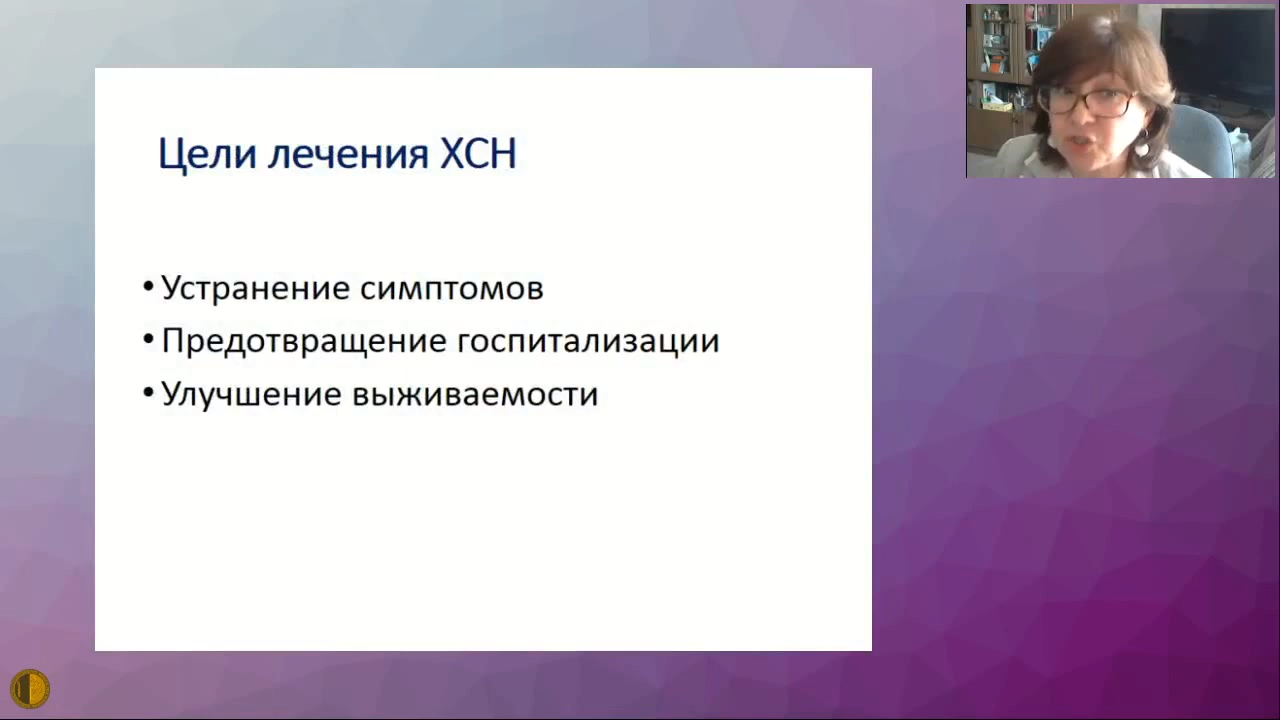 Цели лечения ХСН
• Устранение симптомов
• Предотвращение госпитализации
• Улучшение выживаемости